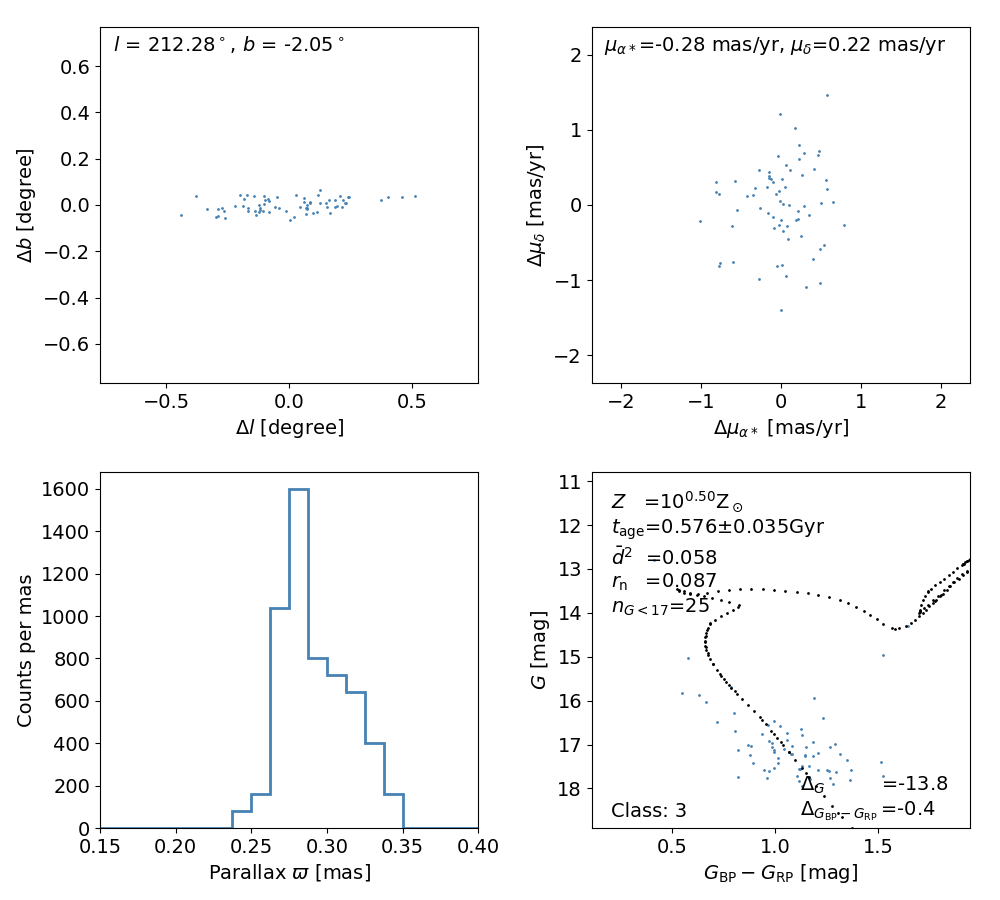 l = 212.28°, b = -2.05°
0.6
0.4
0.2
0.0
−0.2
−0.4
−0.6
Δb [degree]
−0.5 0.0 0.5
Δl [degree]
μα*=-0.28 mas/yr, μδ=0.22 mas/yr
2
1
0
−1
−2
Δμδ [mas/yr]
−2 −1 0 1 2
Δμα* [mas/yr]
1600
1400
1200
1000
800
600
400
200
0
Counts per mas
0.15 0.20 0.25 0.30 0.35 0.40
Parallax ϖ [mas]
11
12
13
14
15
16
17
18
G [mag]
Z =10^0.50 Z⊙
t_age=0.576±0.035Gyr
d̄² =0.058
r_n =0.087
n_G<17=25
Δ_G =-13.8
Class: 3
Δ_GBP−GRP =-0.4
0.5 1.0 1.5
G_BP − G_RP [mag]